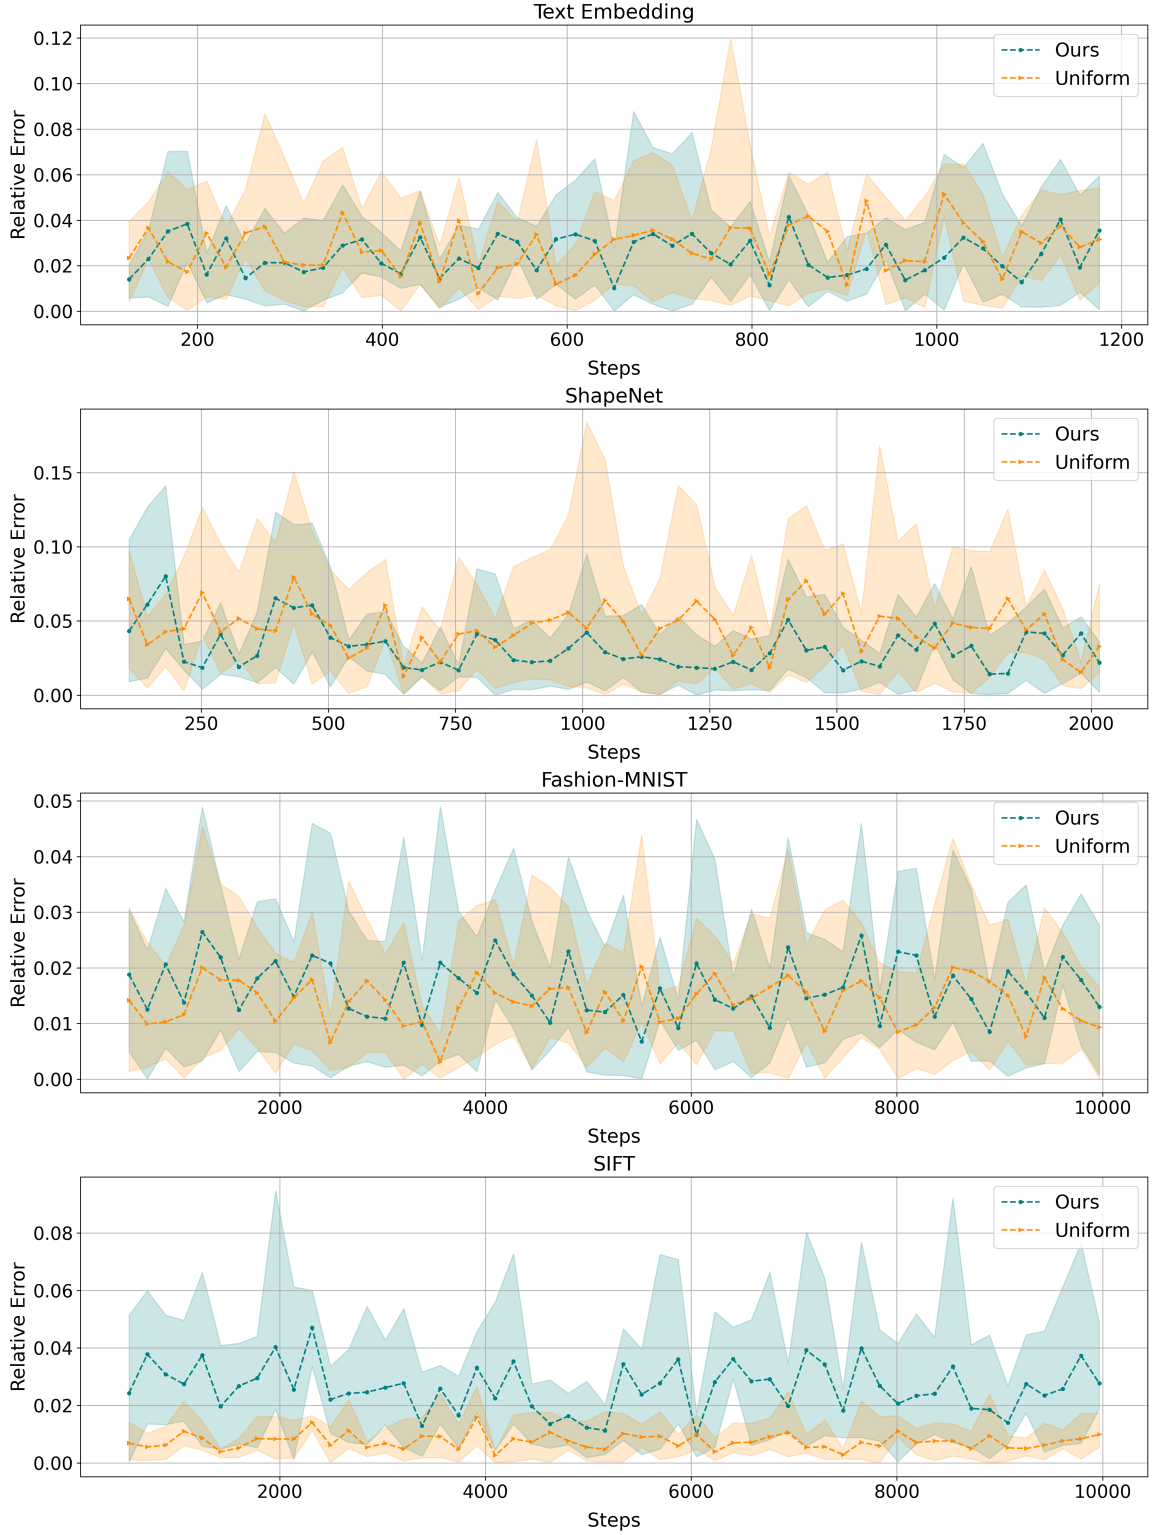 Text Embedding
0.12
0.10
0.08
0.06
0.04
0.02
0.00
Relative Error
Ours
Uniform
200 400 600 800 1000 1200
Steps
ShapeNet
0.15
0.10
0.05
0.00
Relative Error
Ours
Uniform
250 500 750 1000 1250 1500 1750 2000
Steps
Fashion-MNIST
0.05
0.04
0.03
0.02
0.01
0.00
Relative Error
Ours
Uniform
2000 4000 6000 8000 10000
Steps
SIFT
0.08
0.06
0.04
0.02
0.00
Relative Error
Ours
Uniform
2000 4000 6000 8000 10000
Steps